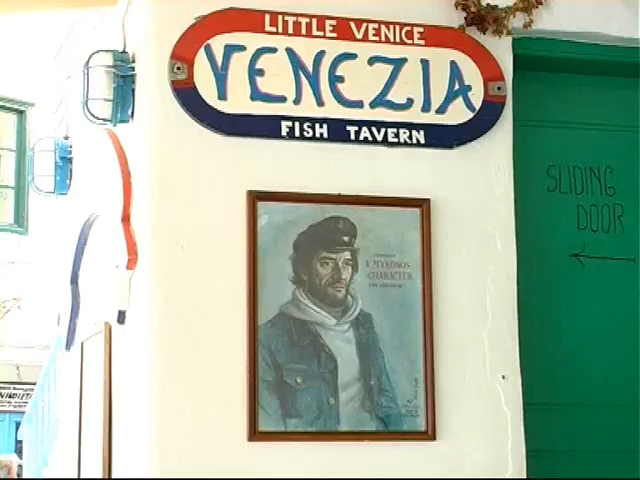 LITTLE VENICE
VENEZIA
FISH TAVERN
SLIDING
DOOR
A MYKONOS
CHARACTER